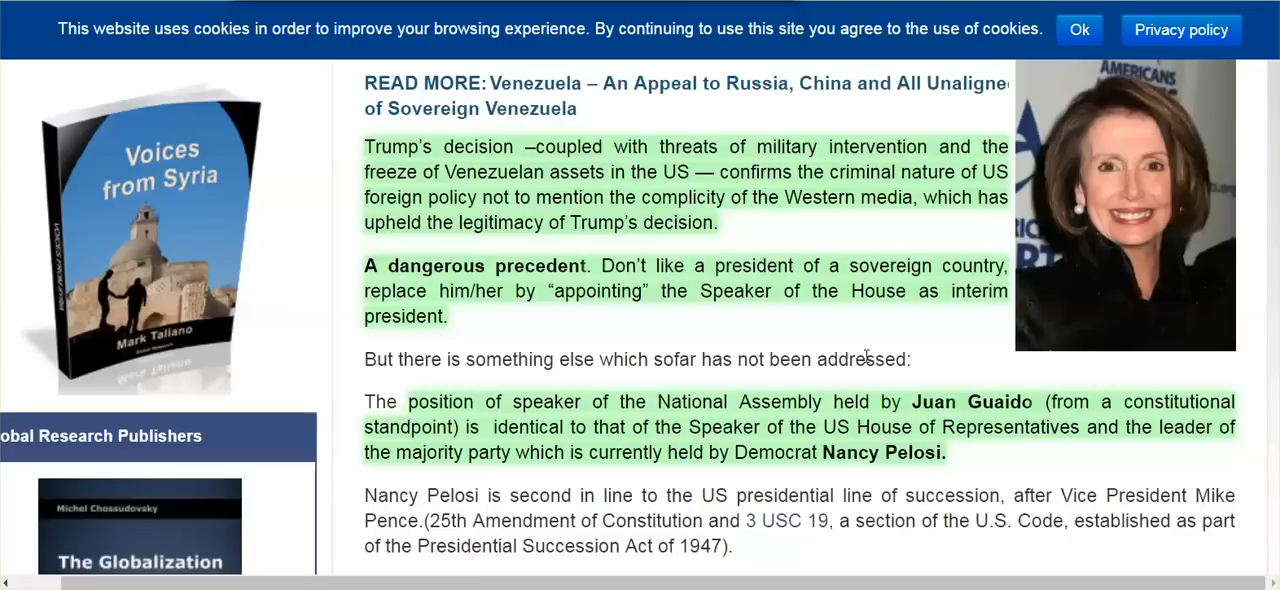 This website uses cookies in order to improve your browsing experience. By continuing to use this site you agree to the use of cookies.
Ok
Privacy policy
Voices
from Syria
Mark Taliano
obal Research Publishers
Michel Chossudovsky
The Globalization
READ MORE: Venezuela – An Appeal to Russia, China and All Unaligne
of Sovereign Venezuela
Trump’s decision –coupled with threats of military intervention and the
freeze of Venezuelan assets in the US — confirms the criminal nature of US
foreign policy not to mention the complicity of the Western media, which has
upheld the legitimacy of Trump’s decision.
A dangerous precedent. Don’t like a president of a sovereign country,
replace him/her by “appointing” the Speaker of the House as interim
president.
But there is something else which sofar has not been addressed:
The position of speaker of the National Assembly held by Juan Guaido (from a constitutional
standpoint) is identical to that of the Speaker of the US House of Representatives and the leader of
the majority party which is currently held by Democrat Nancy Pelosi.
Nancy Pelosi is second in line to the US presidential line of succession, after Vice President Mike
Pence.(25th Amendment of Constitution and 3 USC 19, a section of the U.S. Code, established as part
of the Presidential Succession Act of 1947).
AMERICANS